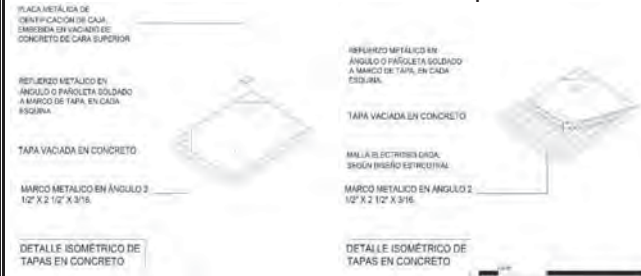 PLACA METÁLICA DE
IDENTIFICACIÓN DE CAJA,
EMBEBIDA EN VACIADO DE
CONCRETO DE CARA SUPERIOR
REFUERZO METÁLICO EN
ÁNGULO O PAÑOLETA SOLDADO
A MARCO DE TAPA, EN CADA
ESQUINA.
TAPA VACIADA EN CONCRETO
MARCO METALICO EN ÁNGULO 2
1/2" X 2 1/2" X 3/16.
DETALLE ISOMÉTRICO DE
TAPAS EN CONCRETO
REFUERZO METÁLICO EN
ÁNGULO O PAÑOLETA SOLDADO
A MARCO DE TAPA, EN CADA
ESQUINA.
TAPA VACIADA EN CONCRETO
MALLA ELECTROSOLDADA,
SEGÚN DISEÑO ESTRUCTURAL
MARCO METALICO EN ANGULO 2
1/2" X 2 1/2" X 3/16.
DETALLE ISOMÉTRICO DE
TAPAS EN CONCRETO